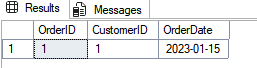 Results Messages
OrderID CustomerID OrderDate
1 1 1 2023-01-15